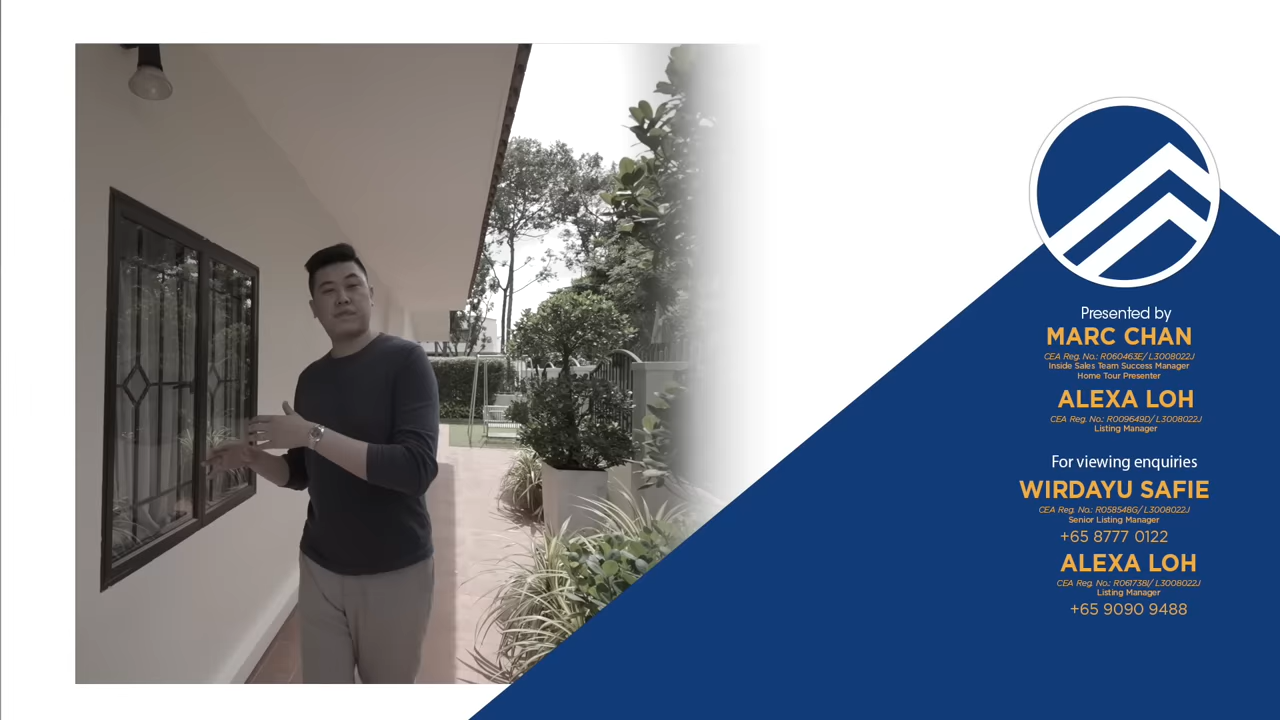 Presented by
MARC CHAN
CEA Reg. No.: R060463E/ L3008022J
Inside Sales Team Success Manager
Home Tour Presenter
ALEXA LOH
CEA Reg. No.: R009649D/ L3008022J
Listing Manager
For viewing enquiries
WIRDAYU SAFIE
CEA Reg. No.: R058548G/ L3008022J
Senior Listing Manager
+65 8777 0122
ALEXA LOH
CEA Reg. No.: R061738I/ L3008022J
Listing Manager
+65 9090 9488